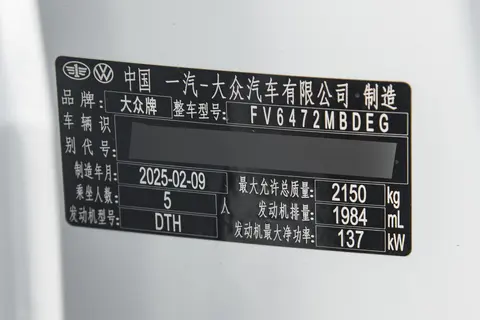 中国 一汽-大众汽车有限公司 制造
品牌: 大众牌 整车型号: FV6472MBDEG
车辆识
别代号:
制造年月: 2025-02-09 最大允许总质量: 2150 kg
乘坐人数: 5 人 发动机排量: 1984 mL
发动机型号: DTH 发动机最大净功率: 137 kW